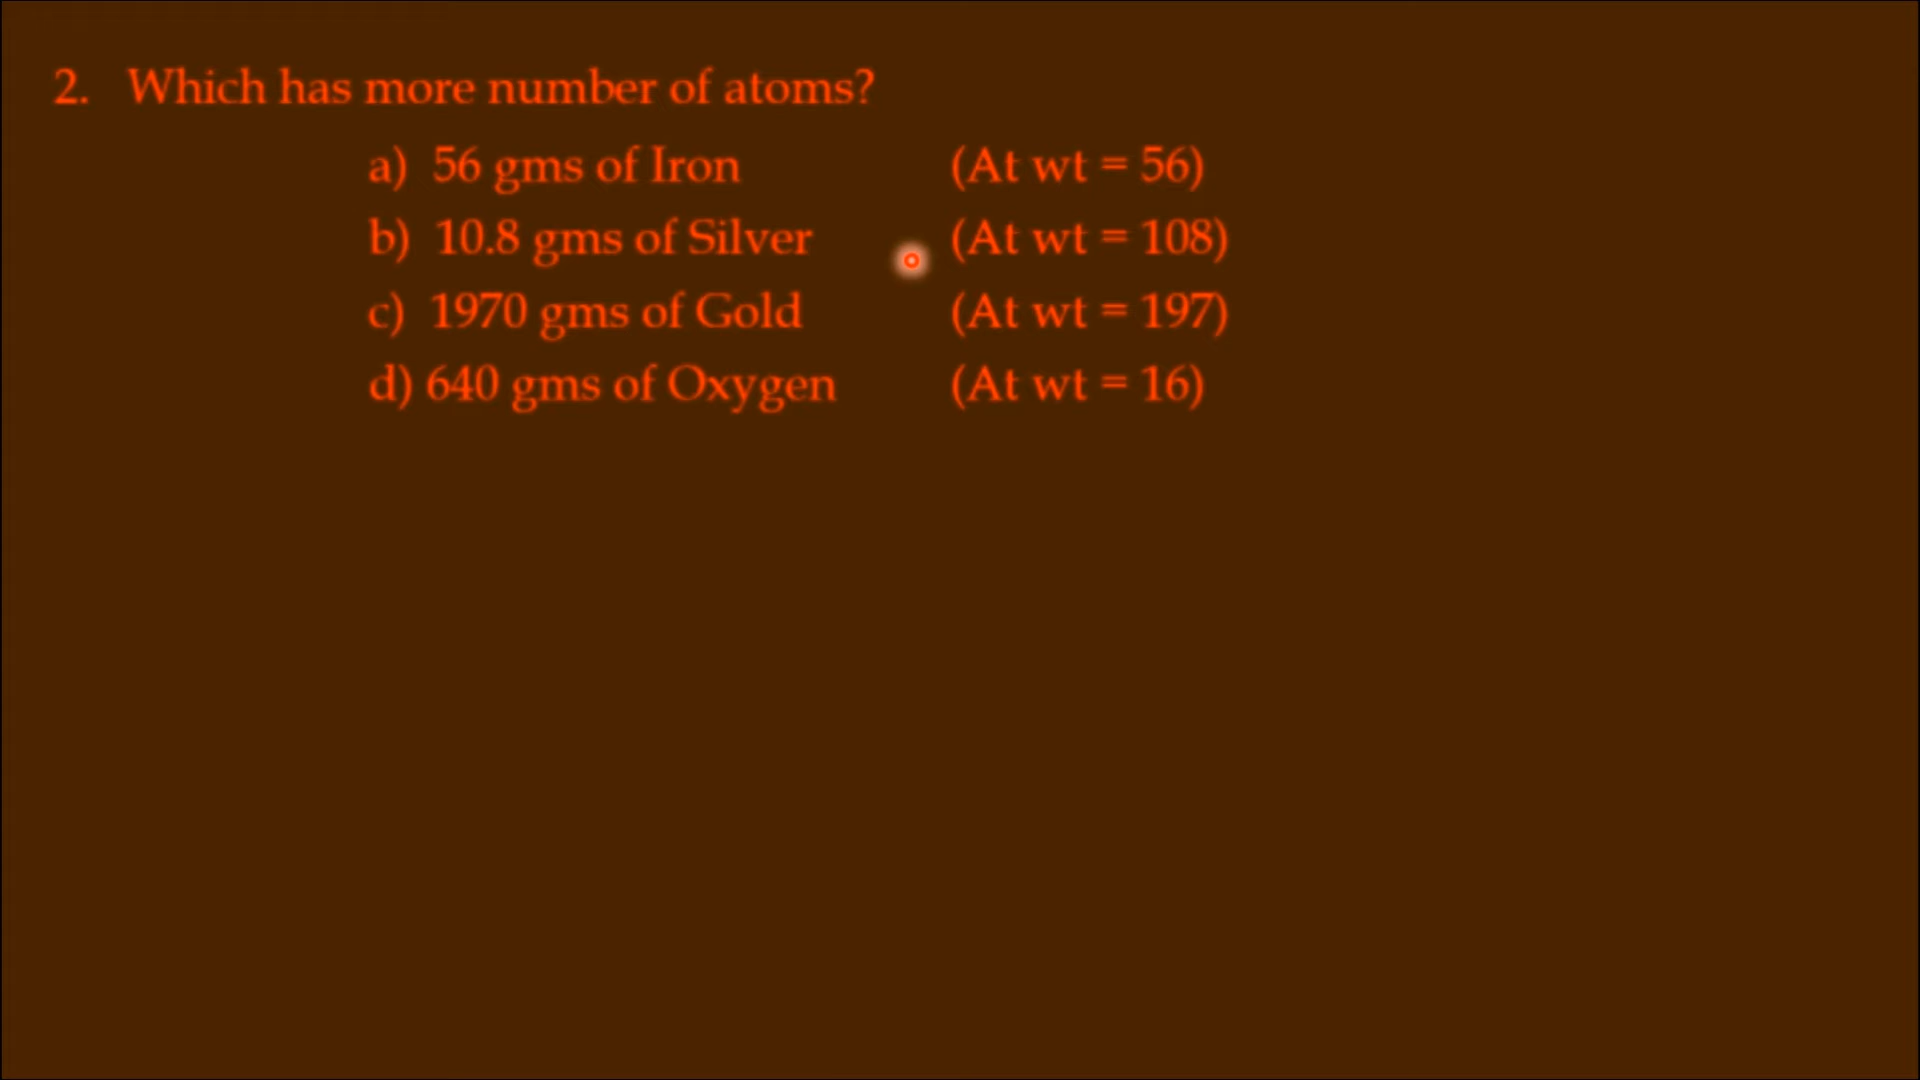 2. Which has more number of atoms?
a) 56 gms of Iron (At wt = 56)
b) 10.8 gms of Silver (At wt = 108)
c) 1970 gms of Gold (At wt = 197)
d) 640 gms of Oxygen (At wt = 16)